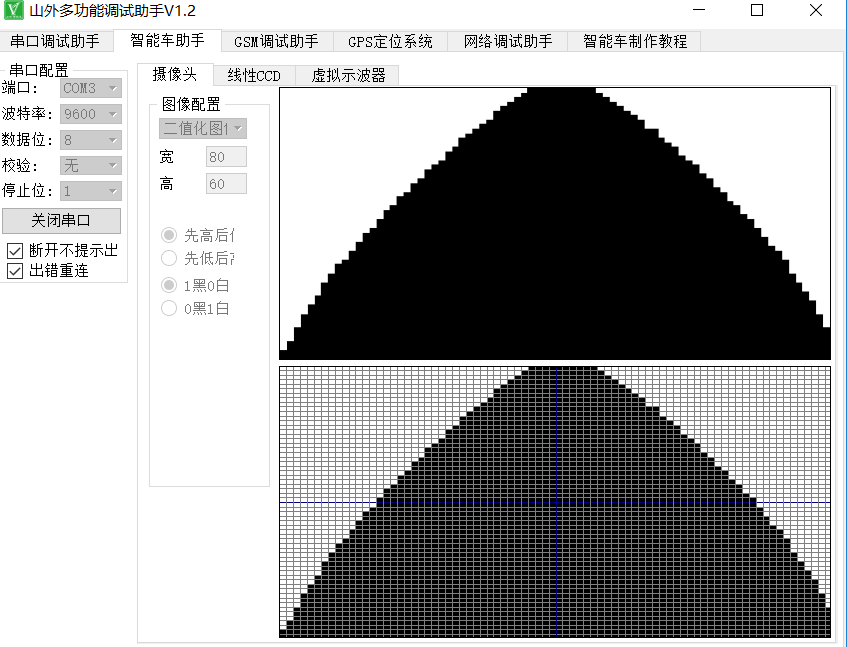 山外多功能调试助手V1.2
串口调试助手 智能车助手 GSM调试助手 GPS定位系统 网络调试助手 智能车制作教程
串口配置
端口: COM3
波特率: 9600
数据位: 8
校验: 无
停止位: 1
关闭串口
断开不提示出
出错重连
摄像头 线性CCD 虚拟示波器
图像配置
二值化图
宽 80
高 60
先高后
先低后
1黑0白
0黑1白